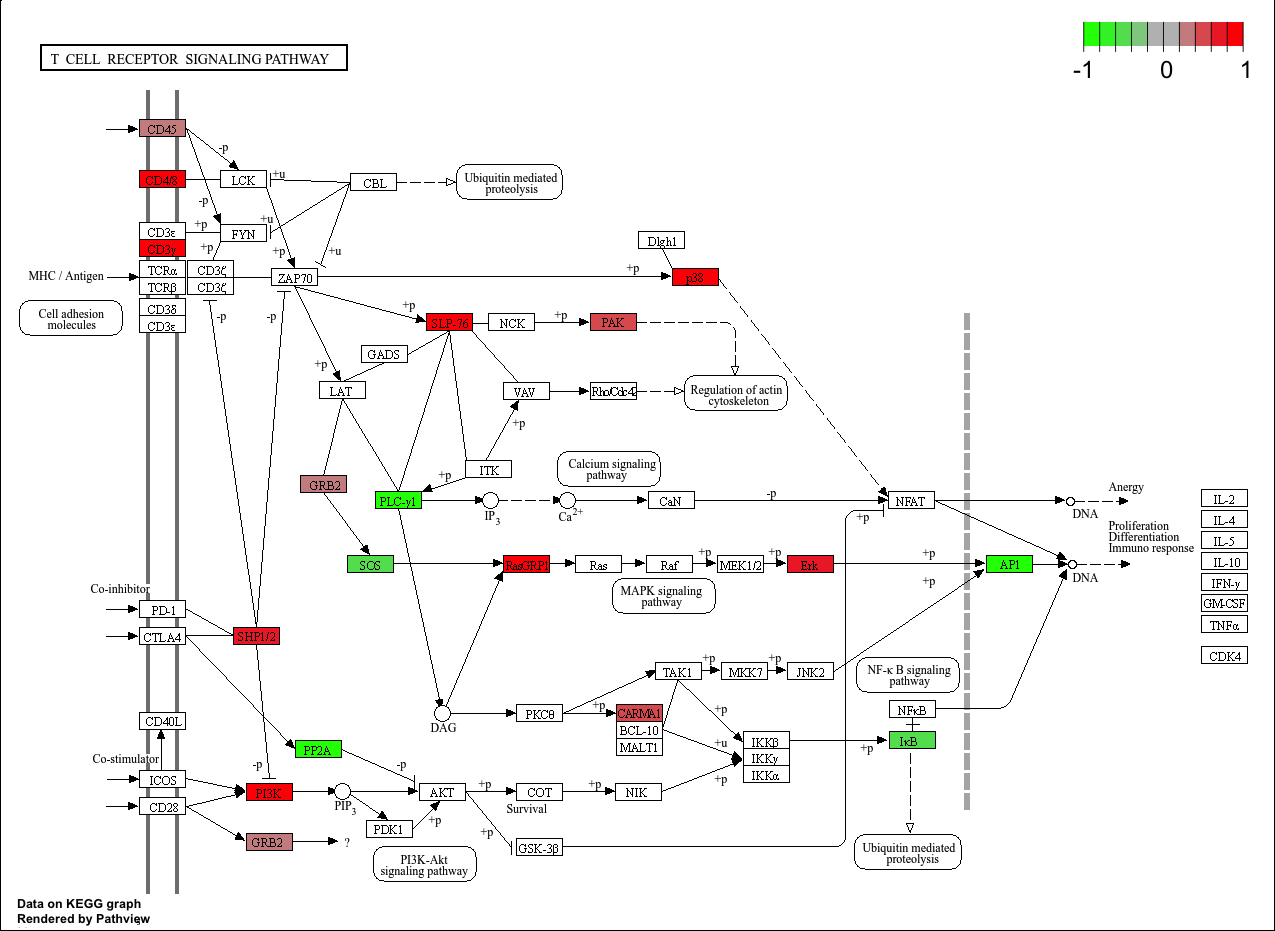 T CELL RECEPTOR SIGNALING PATHWAY
-1
0
1
CD45
-p
CD4/8
LCK
+u
CBL
Ubiquitin mediated
proteolysis
-p
CD3ε
+p
FYN
+u
CD3γ
+p
+p
+u
Dlgh1
MHC / Antigen
TCRα
CD3ζ
ZAP70
+p
p38
TCRβ
CD3ζ
Cell adhesion
molecules
CD3δ
CD3ε
-p
-p
+p
SLP-76
NCK
+p
PAK
GADS
+p
LAT
VAV
Rho/Cdc42
Regulation of actin
cytoskeleton
+p
ITK
+p
Calcium signaling
pathway
GRB2
PLC-γ1
IP3
Ca2+
CaN
-p
NFAT
+p
DNA
Anergy
Proliferation
Differentiation
Immuno response
IL-2
IL-4
IL-5
IL-10
IFN-γ
GM-CSF
TNFα
CDK4
SOS
RasGRP1
Ras
Raf
+p
MEK1/2
+p
Erk
+p
+p
AP1
DNA
MAPK signaling
pathway
Co-inhibitor
PD-1
CTLA4
SHP1/2
TAK1
+p
MKK7
+p
JNK2
NF-κ B signaling
pathway
DAG
PKCθ
+p
CARMA1
BCL-10
MALT1
+p
+u
+p
IKKβ
IKKγ
IKKα
+p
NFκB
IκB
CD40L
Co-stimulator
PP2A
-p
-p
ICOS
CD28
PI3K
PIP3
AKT
+p
COT
+p
NIK
Survival
PDK1
+p
+p
GRB2
?
GSK-3β
PI3K-Akt
signaling pathway
Ubiquitin mediated
proteolysis
Data on KEGG graph
Rendered by Pathview